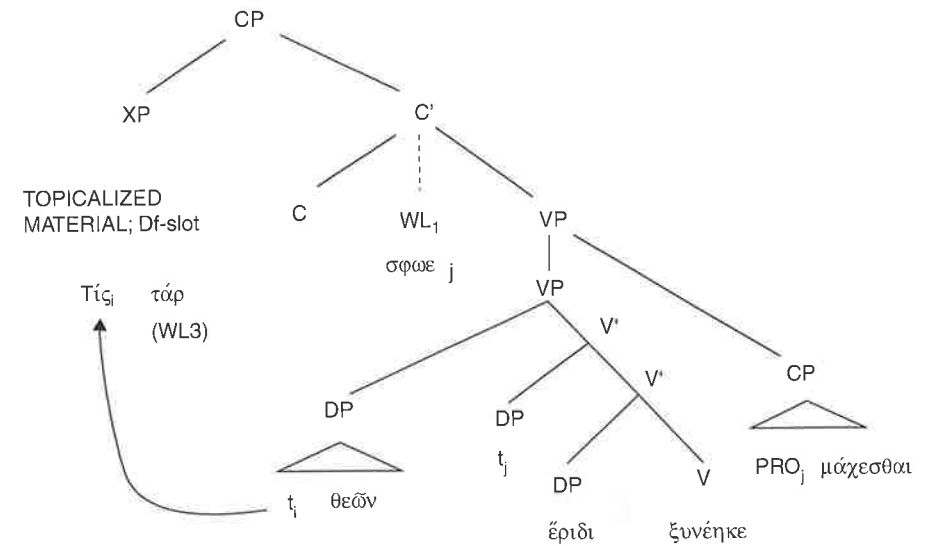 CP
XP
C'
TOPICALIZED
MATERIAL; Df-slot
C
WL1
VP
σφωε j
Τίςi τάρ
(WL3)
VP
V'
CP
DP
DP
V'
tj
PROj μάχεσθαι
ti θεω̃ν
DP
V
ἔριδι
ξυνέηκε